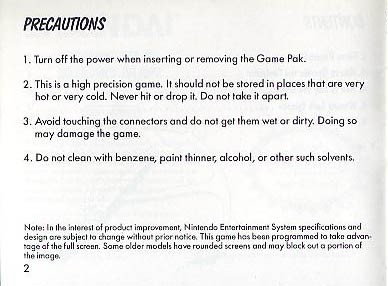 PRECAUTIONS
1. Turn off the power when inserting or removing the Game Pak.
2. This is a high precision game. It should not be stored in places that are very
hot or very cold. Never hit or drop it. Do not take it apart.
3. Avoid touching the connectors and do not get them wet or dirty. Doing so
may damage the game.
4. Do not clean with benzene, paint thinner, alcohol, or other such solvents.
Note: In the interest of product improvement, Nintendo Entertainment System specifications and
design are subject to change without prior notice. This game has been programmed to take advan-
tage of the full screen. Some older models have rounded screens and may block out a portion of
the image.
2